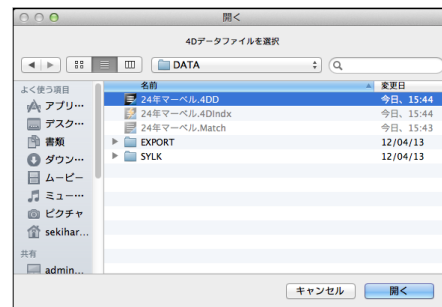 開く
4Dデータファイルを選択
DATA
よく使う項目
アプリ…
デスク…
書類
ダウン…
ムービー
ミュー…
ピクチャ
sekihar…
共有
admin…
名前 変更日
24年マーベル.4DD 今日、15:44
24年マーベル.4DIndx 今日、15:44
24年マーベル.Match 今日、15:43
EXPORT 12/04/13
SYLK 12/04/13
キャンセル 開く